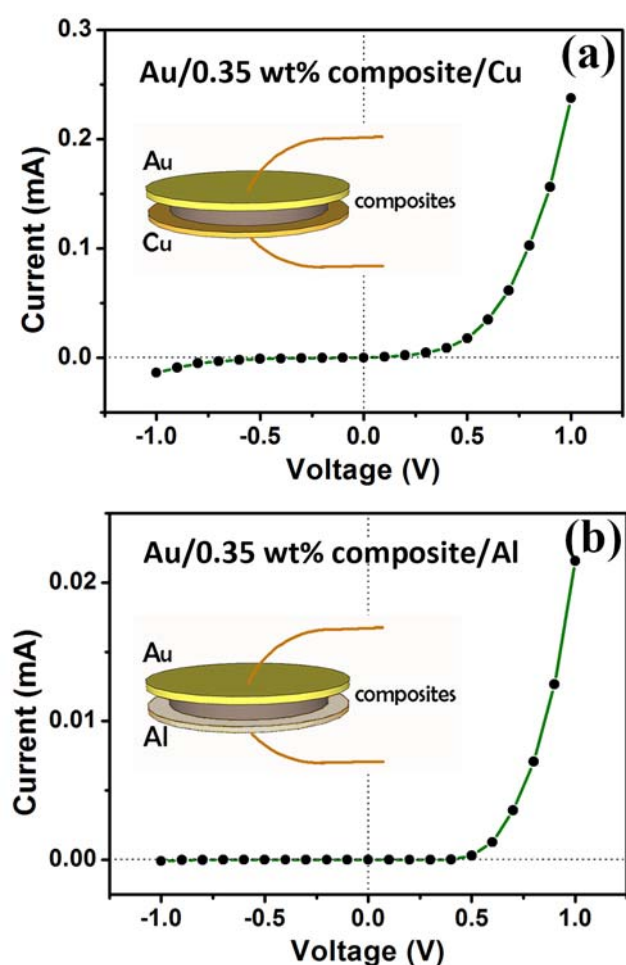 (a)
Au/0.35 wt% composite/Cu
Au
composites
Cu
Current (mA)
0.3
0.2
0.1
0.0
-1.0 -0.5 0.0 0.5 1.0
Voltage (V)
(b)
Au/0.35 wt% composite/Al
Au
composites
Al
Current (mA)
0.02
0.01
0.00
-1.0 -0.5 0.0 0.5 1.0
Voltage (V)